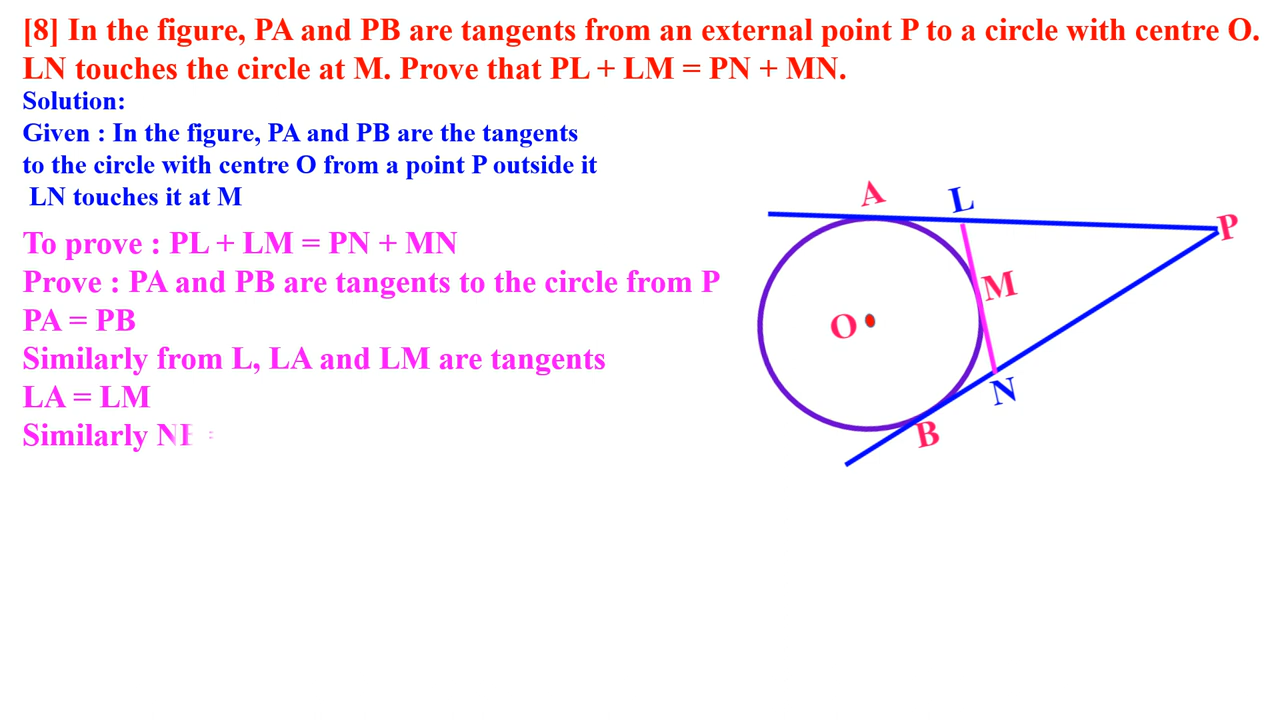 [8] In the figure, PA and PB are tangents from an external point P to a circle with centre O.
LN touches the circle at M. Prove that PL + LM = PN + MN.
Solution:
Given : In the figure, PA and PB are the tangents
to the circle with centre O from a point P outside it
LN touches it at M
To prove : PL + LM = PN + MN
Prove : PA and PB are tangents to the circle from P
PA = PB
Similarly from L, LA and LM are tangents
LA = LM
Similarly
A
L
P
M
O
N
B